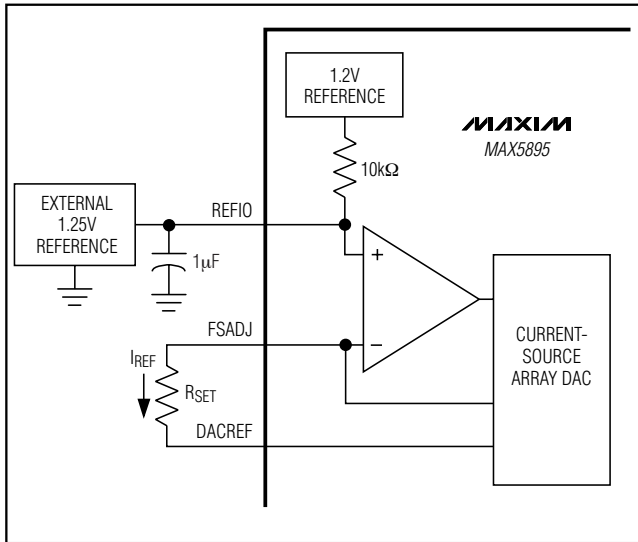 1.2V
REFERENCE
MAXIM
MAX5895
10kΩ
EXTERNAL
1.25V
REFERENCE
REFIO
1µF
+
−
FSADJ
CURRENT-
SOURCE
ARRAY DAC
IREF
RSET
DACREF